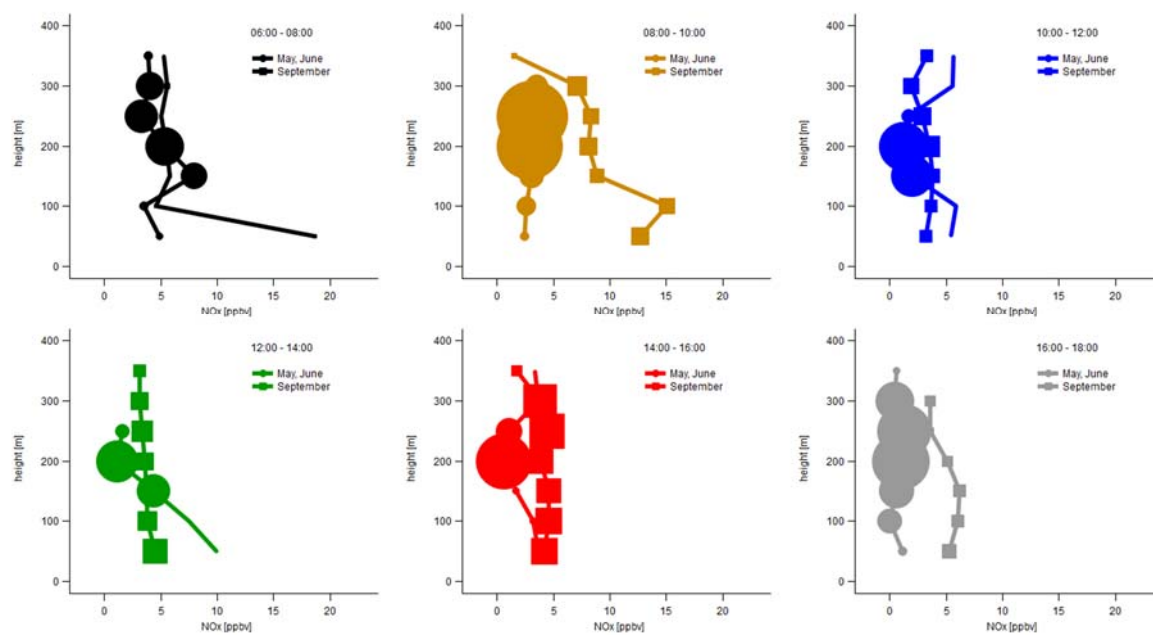 400
300
200
100
0
height [m]
06:00 - 08:00
May, June
September
0 5 10 15 20
NOx [ppbv]
400
300
200
100
0
height [m]
08:00 - 10:00
May, June
September
0 5 10 15 20
NOx [ppbv]
400
300
200
100
0
height [m]
10:00 - 12:00
May, June
September
0 5 10 15 20
NOx [ppbv]
400
300
200
100
0
height [m]
12:00 - 14:00
May, June
September
0 5 10 15 20
NOx [ppbv]
400
300
200
100
0
height [m]
14:00 - 16:00
May, June
September
0 5 10 15 20
NOx [ppbv]
400
300
200
100
0
height [m]
16:00 - 18:00
May, June
September
0 5 10 15 20
NOx [ppbv]